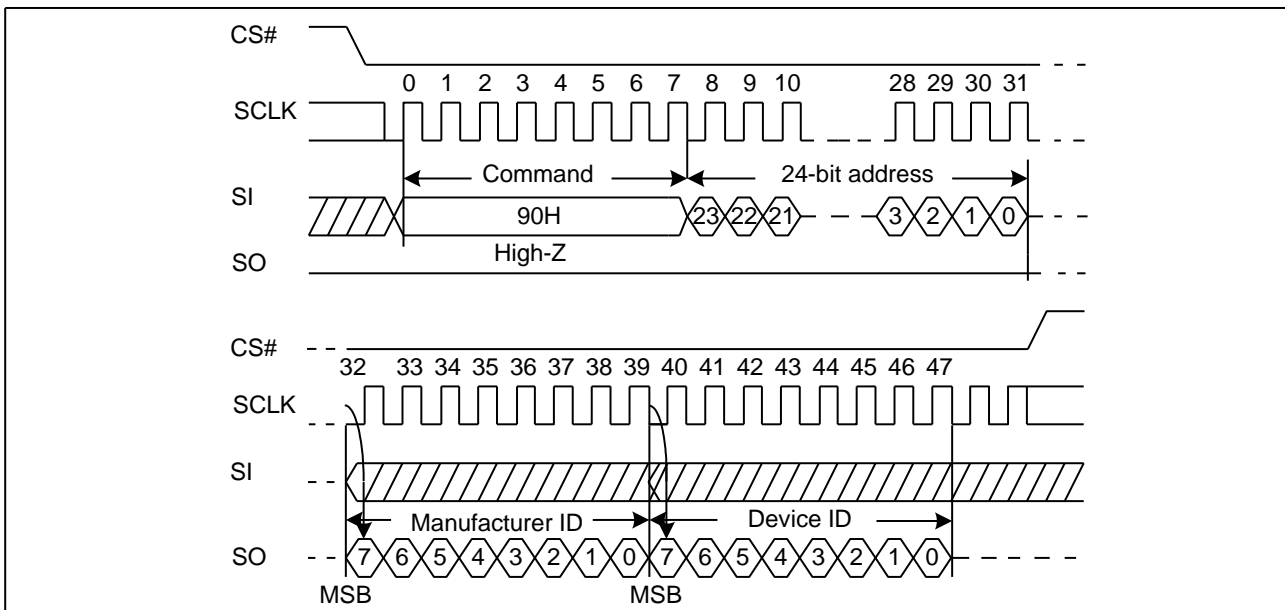 CS#
0 1 2 3 4 5 6 7 8 9 10 28 29 30 31
SCLK
Command 24-bit address
SI
90H 23 22 21 3 2 1 0
High-Z
SO
CS#
32 33 34 35 36 37 38 39 40 41 42 43 44 45 46 47
SCLK
SI
Manufacturer ID Device ID
SO 7 6 5 4 3 2 1 0 7 6 5 4 3 2 1 0
MSB MSB